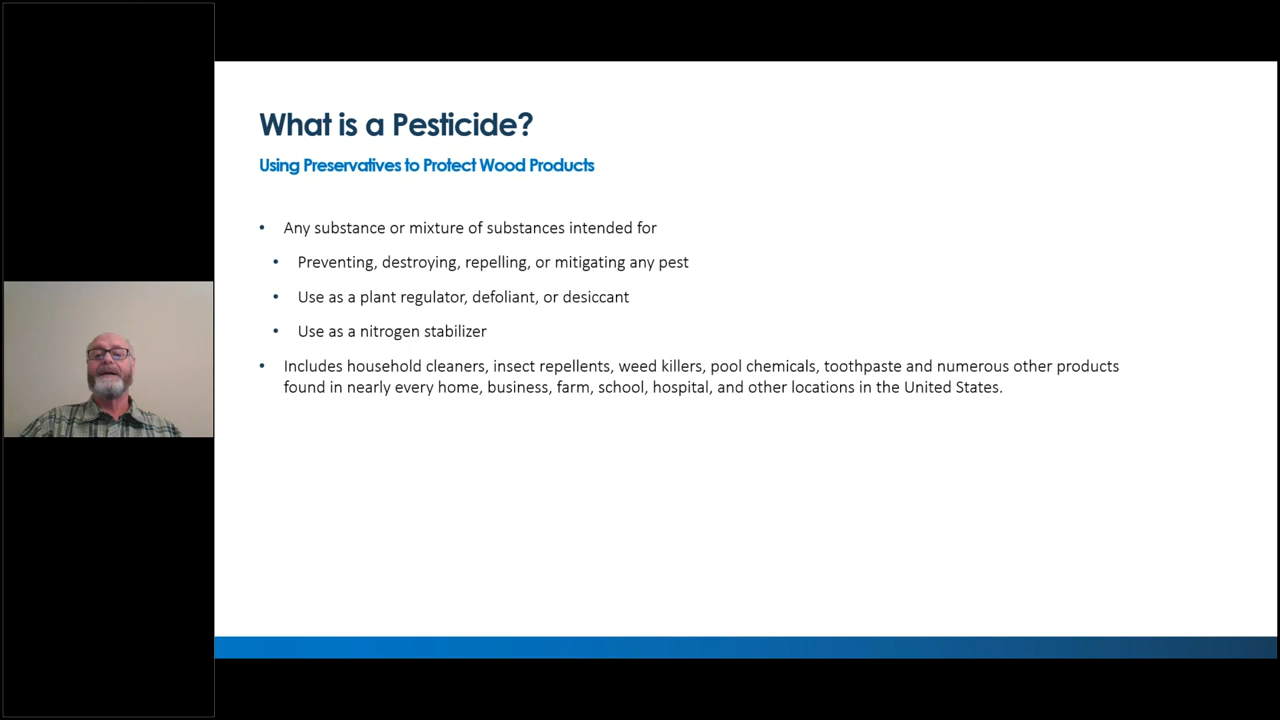 What is a Pesticide?
Using Preservatives to Protect Wood Products
• Any substance or mixture of substances intended for
• Preventing, destroying, repelling, or mitigating any pest
• Use as a plant regulator, defoliant, or desiccant
• Use as a nitrogen stabilizer
• Includes household cleaners, insect repellents, weed killers, pool chemicals, toothpaste and numerous other products
found in nearly every home, business, farm, school, hospital, and other locations in the United States.